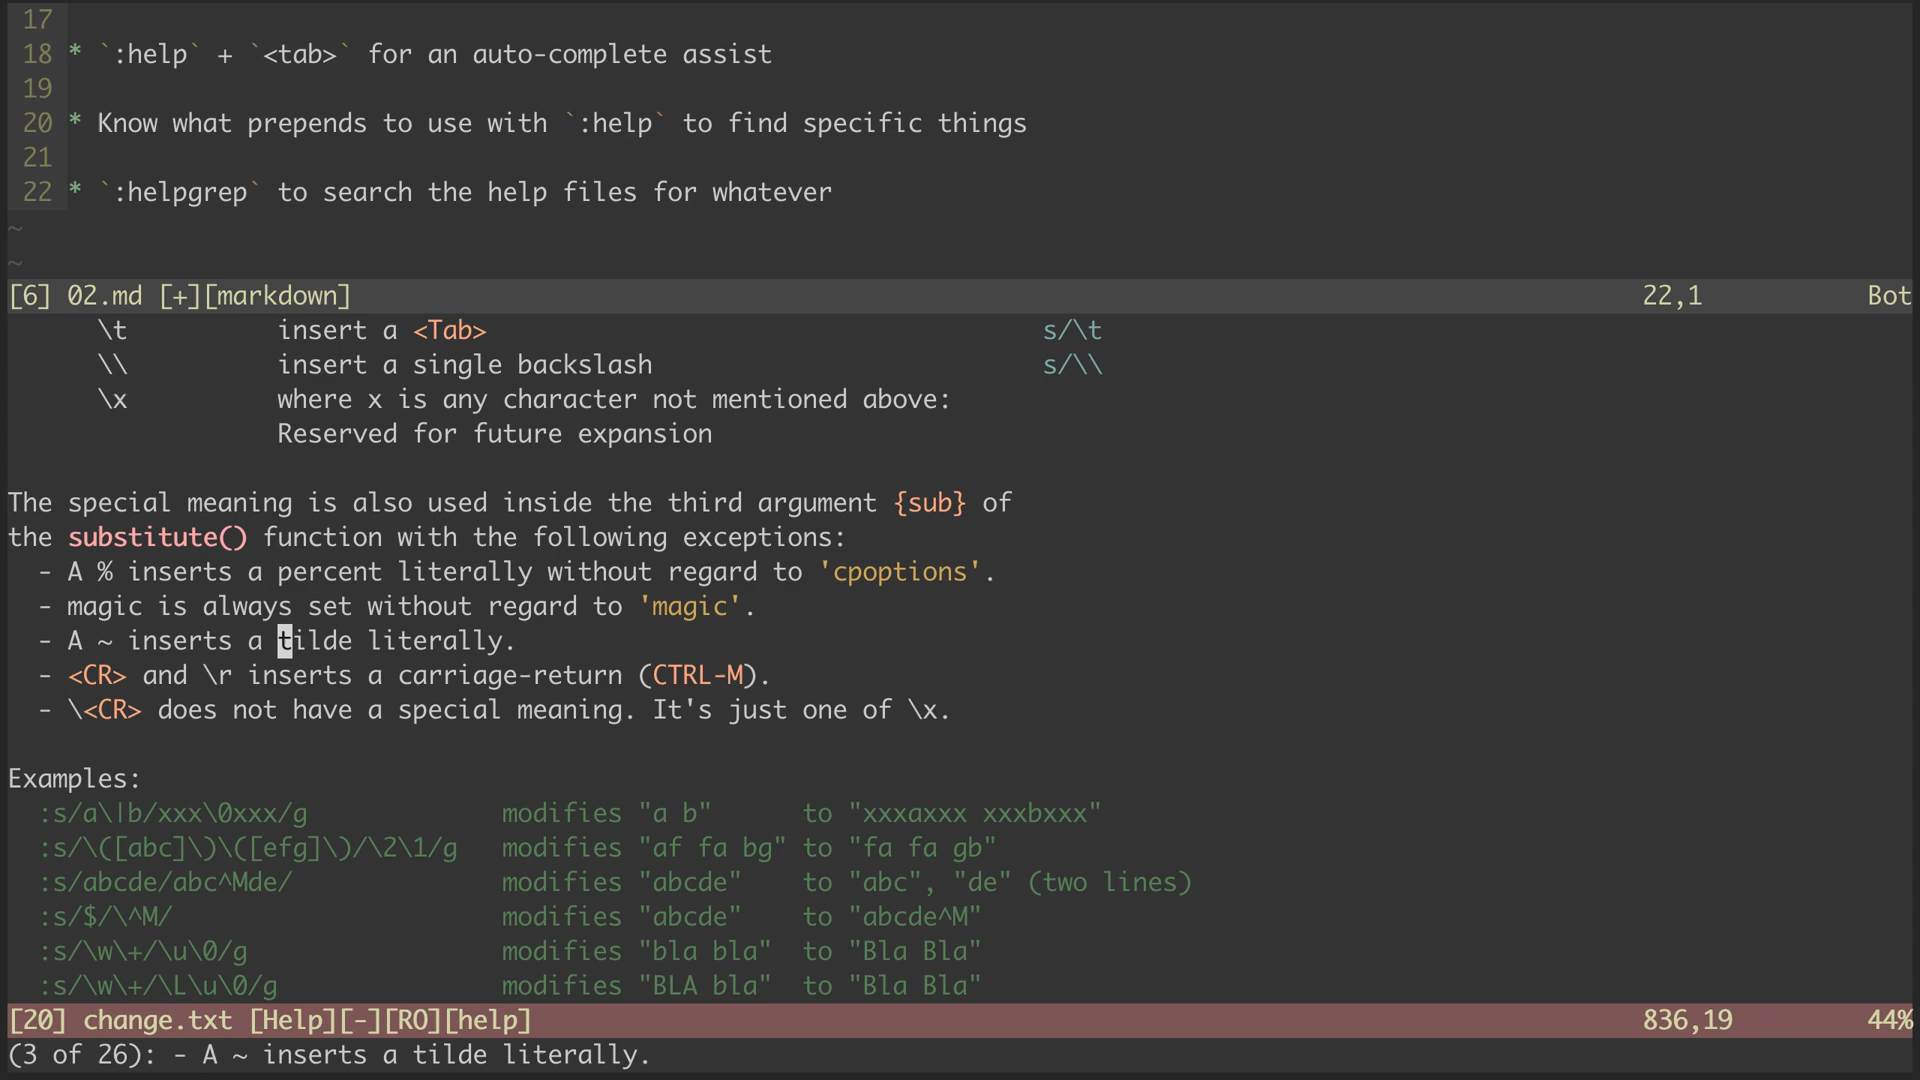 17
18 * `:help` + `<tab>` for an auto-complete assist
19
20 * Know what prepends to use with `:help` to find specific things
21
22 * `:helpgrep` to search the help files for whatever
~
~
[6] 02.md [+][markdown] 22,1 Bot
\t insert a <Tab> s/\t
\\ insert a single backslash s/\\
\x where x is any character not mentioned above:
Reserved for future expansion
The special meaning is also used inside the third argument {sub} of
the substitute() function with the following exceptions:
- A % inserts a percent literally without regard to 'cpoptions'.
- magic is always set without regard to 'magic'.
- A ~ inserts a tilde literally.
- <CR> and \r inserts a carriage-return (CTRL-M).
- \<CR> does not have a special meaning. It's just one of \x.
Examples:
:s/a\|b/xxx\0xxx/g modifies "a b" to "xxxaxxx xxxbxxx"
:s/\([abc]\)\([efg]\)/\2\1/g modifies "af fa bg" to "fa fa gb"
:s/abcde/abc^Mde/ modifies "abcde" to "abc", "de" (two lines)
:s/$/\^M/ modifies "abcde" to "abcde^M"
:s/\w\+/\u\0/g modifies "bla bla" to "Bla Bla"
:s/\w\+/\L\u\0/g modifies "BLA bla" to "Bla Bla"
[20] change.txt [Help][-][RO][help] 836,19 44%
(3 of 26): - A ~ inserts a tilde literally.